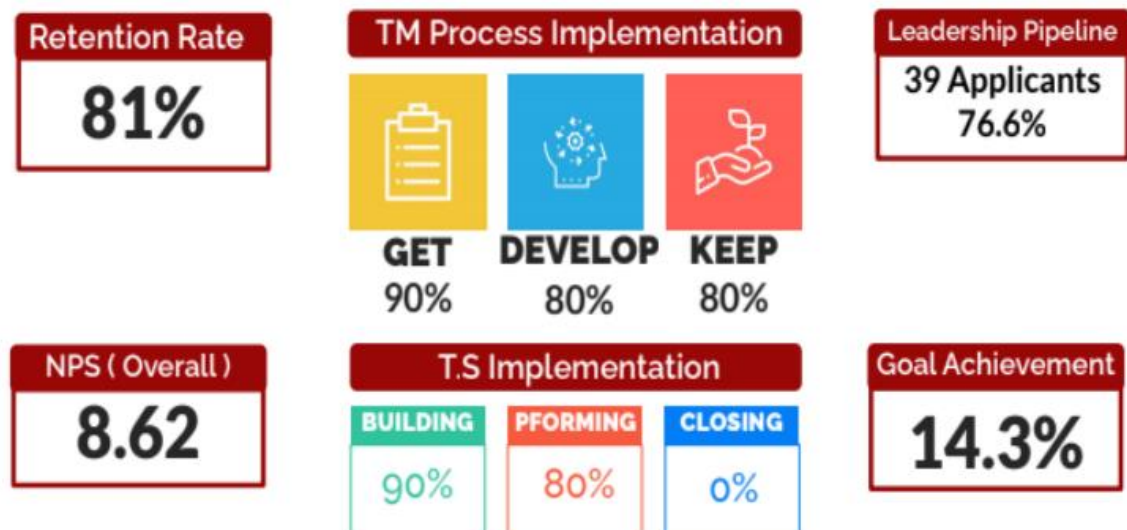 Retention Rate
81%
TM Process Implementation
GET
90%
DEVELOP
80%
KEEP
80%
Leadership Pipeline
39 Applicants
76.6%
NPS ( Overall )
8.62
T.S Implementation
BUILDING
90%
PFORMING
80%
CLOSING
0%
Goal Achievement
14.3%